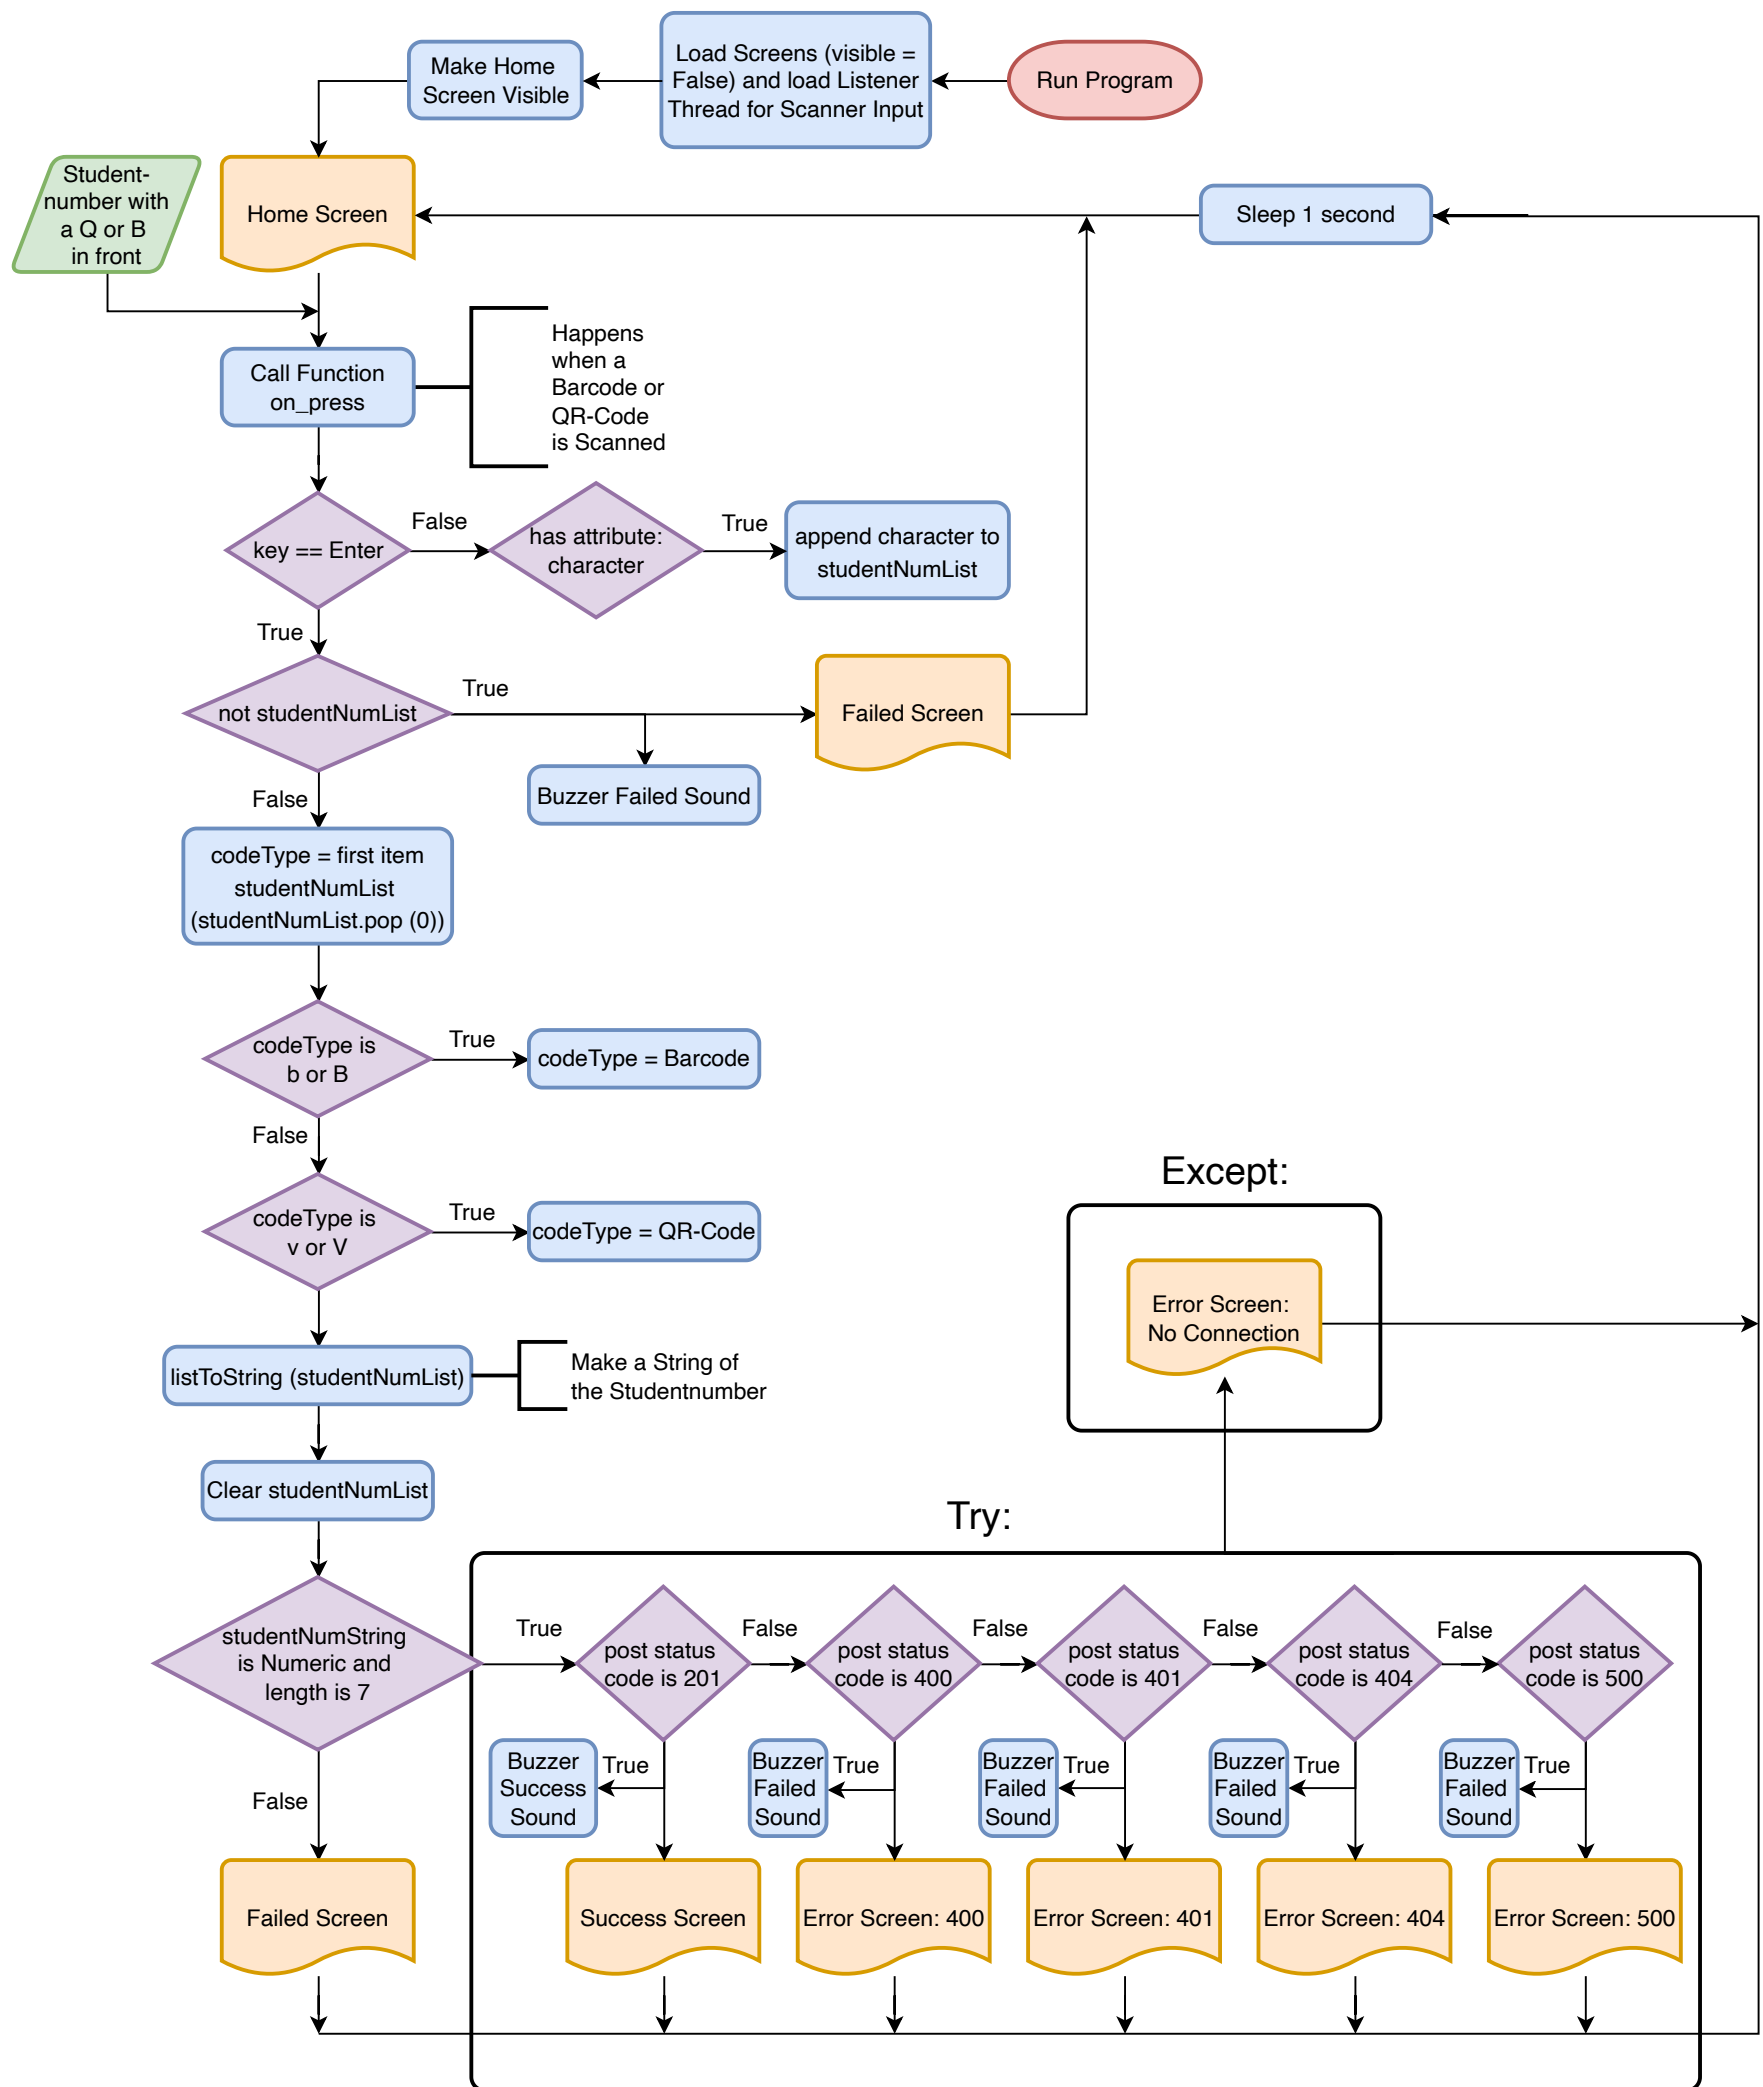 Run Program
Load Screens (visible =
False) and load Listener
Thread for Scanner Input
Make Home
Screen Visible
Student-
number with
a Q or B
in front
Home Screen
Sleep 1 second
Call Function
on_press
Happens
when a
Barcode or
QR-Code
is Scanned
key == Enter
False
has attribute:
character
True
append character to
studentNumList
True
not studentNumList
True
Failed Screen
Buzzer Failed Sound
False
codeType = first item
studentNumList
(studentNumList.pop (0))
codeType is
b or B
True
codeType = Barcode
False
codeType is
v or V
True
codeType = QR-Code
Except:
Error Screen:
No Connection
listToString (studentNumList)
Make a String of
the Studentnumber
Clear studentNumList
Try:
studentNumString
is Numeric and
length is 7
True
post status
code is 201
False
post status
code is 400
False
post status
code is 401
False
post status
code is 404
False
post status
code is 500
Buzzer
Success
Sound
True
Buzzer
Failed
Sound
True
Buzzer
Failed
Sound
True
Buzzer
Failed
Sound
True
Buzzer
Failed
Sound
True
False
Failed Screen
Success Screen
Error Screen: 400
Error Screen: 401
Error Screen: 404
Error Screen: 500